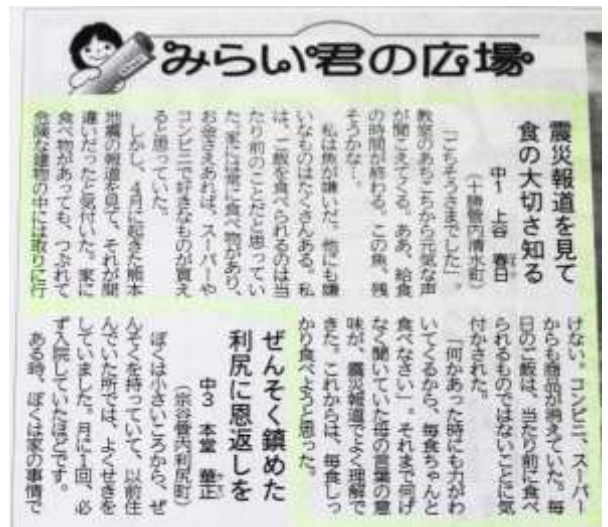 みらい君の広場
震災報道を見て
食の大切さ知る
中1 上谷 春日
(十勝管内清水町)
「ごちそうさまでした」。
教室のあちこちから元気な声
が聞こえてくる。ああ、給食
の時間が終わる。この魚、残
そうかな…。
私は魚が嫌いだ。他にも嫌
いなものはたくさんある。私
は、ご飯を食べられるのは当
たり前のことだと思ってい
た。家には常に食べ物があり、
お金さえあれば、スーパーや
コンビニで好きなものが買え
ると思っていた。
しかし、4月に起きた熊本
地震の報道を見て、それが間
違いだったと気付いた。家に
食べ物があっても、つぶれて
危険な建物の中には取りに行
けない。コンビニ、スーパー
からも商品が消えていた。毎
日のご飯は、当たり前に食べ
られるものではないことに気
付かされた。
「何かあった時にも力がわ
いてくるから、毎食ちゃんと
食べなさい」。それまで何げ
なく聞いていた母の言葉の意
味が、震災報道でよく理解で
きた。これからは、毎食しっ
かり食べようと思った。
ぜんそく鎮めた
利尻に恩返しを
中3 本堂 華正
(宗谷管内利尻町)
ぼくは小さいころから、ぜ
んそくを持っていて、以前住
んでいた所では、よくせきを
していました。月に1回、必
ず入院していたほどです。
ある時、ぼくは家の事情で